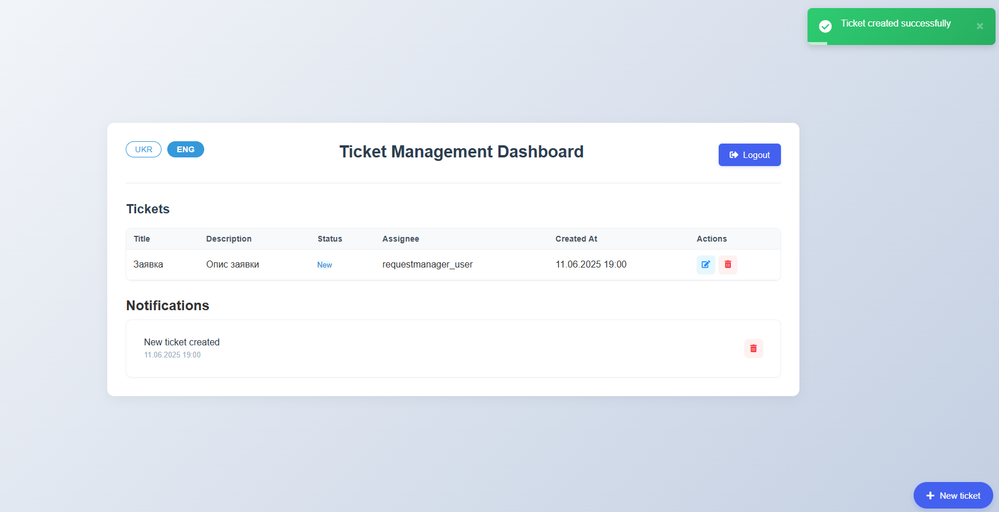 Ticket created successfully
UKR ENG Ticket Management Dashboard Logout
Tickets
Title Description Status Assignee Created At Actions
Заявка Опис заявки New requestmanager_user 11.06.2025 19:00
Notifications
New ticket created
11.06.2025 19:00
New ticket